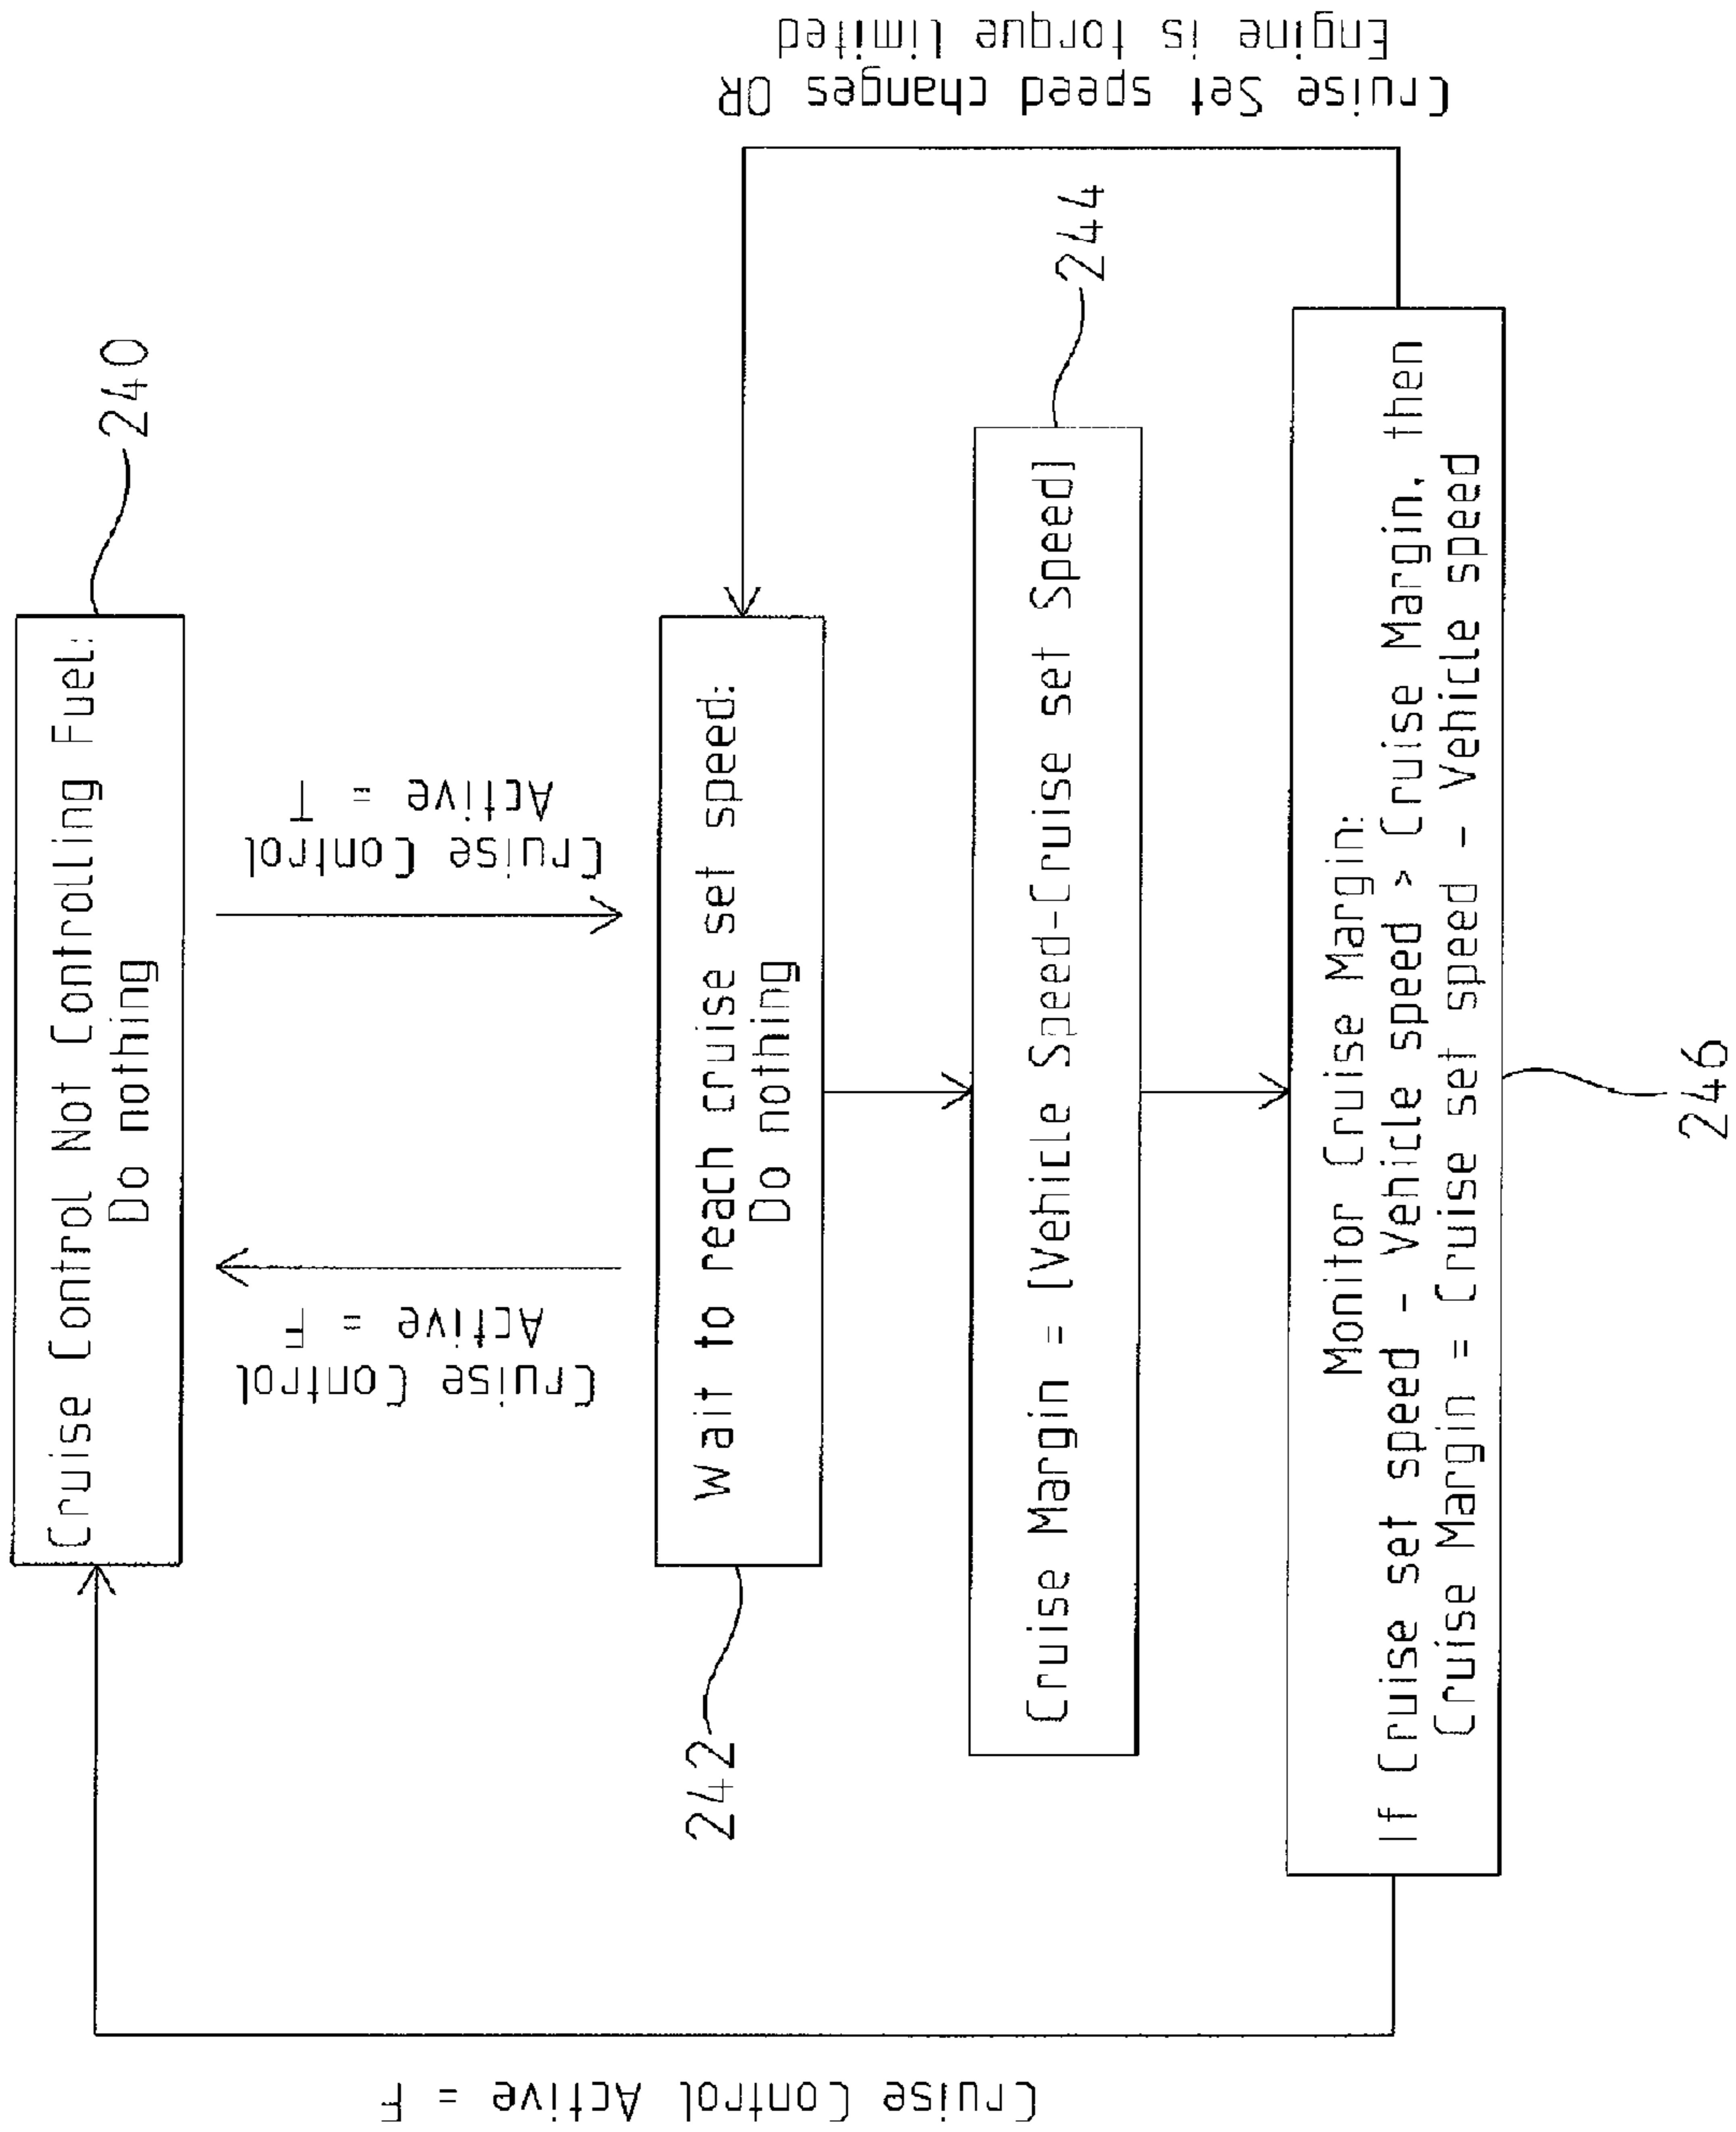 Cruise Control Not Controlling Fuel:
Do nothing
240
Cruise Control
Active = F
Cruise Control
Active = T
Wait to reach cruise set speed:
Do nothing
242
Cruise Margin = [Vehicle Speed-Cruise set Speed]
244
Monitor Cruise Margin:
If Cruise set speed - Vehicle speed > Cruise Margin, then
Cruise Margin = Cruise set speed - Vehicle speed
246
Cruise Control Active = F
Cruise Set speed changes OR
Engine is torque limited